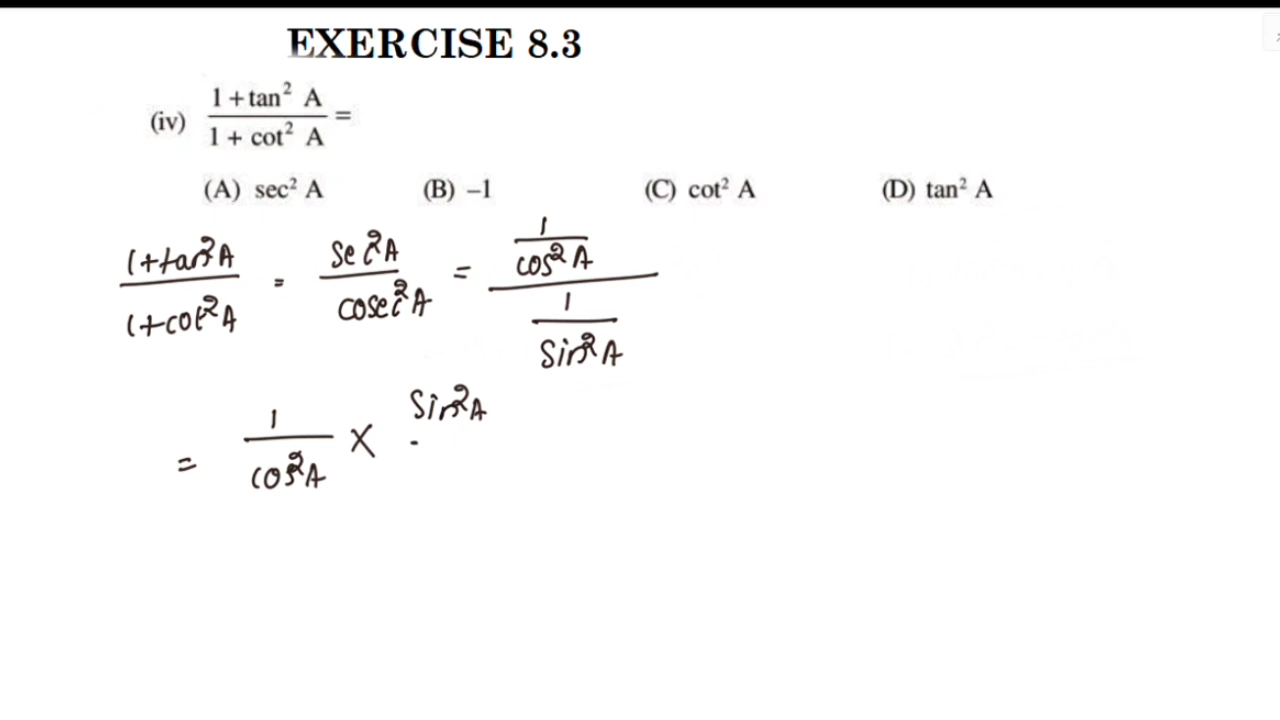 EXERCISE 8.3
(iv) (1 + tan² A)/(1 + cot² A) =
(A) sec² A (B) –1 (C) cot² A (D) tan² A
(1+tan²A)/(1+cot²A) = sec²A/cosec²A = (1/cos²A)/(1/sin²A)
= 1/cos²A × sin²A